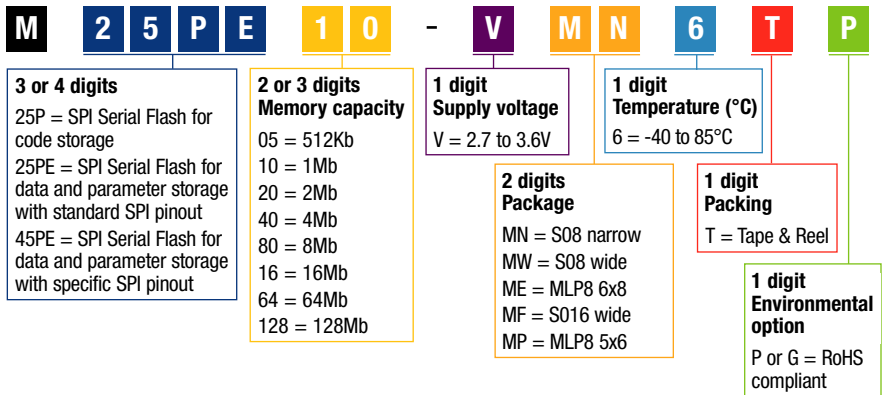 M 25PE 10 - V MN 6 T P
3 or 4 digits
25P = SPI Serial Flash for
code storage
25PE = SPI Serial Flash for
data and parameter storage
with standard SPI pinout
45PE = SPI Serial Flash for
data and parameter storage
with specific SPI pinout
2 or 3 digits
Memory capacity
05 = 512Kb
10 = 1Mb
20 = 2Mb
40 = 4Mb
80 = 8Mb
16 = 16Mb
64 = 64Mb
128 = 128Mb
1 digit
Supply voltage
V = 2.7 to 3.6V
2 digits
Package
MN = S08 narrow
MW = S08 wide
ME = MLP8 6x8
MF = S016 wide
MP = MLP8 5x6
1 digit
Temperature (°C)
6 = -40 to 85°C
1 digit
Packing
T = Tape & Reel
1 digit
Environmental
option
P or G = RoHS
compliant